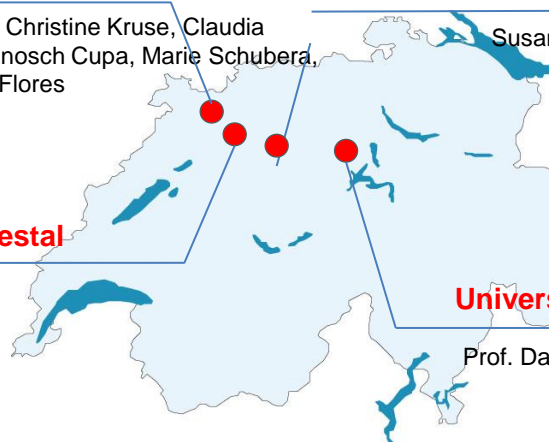 Christine Kruse, Claudia
nosch Cupa, Marie Schubera,
Flores
Susan
estal
Univers
Prof. Da